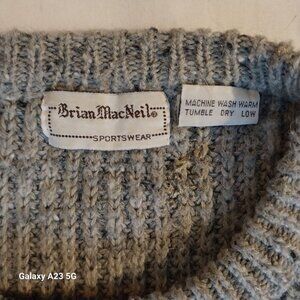 Brian MacNeil®
SPORTSWEAR
MACHINE WASH WARM
TUMBLE DRY LOW
Galaxy A23 5G